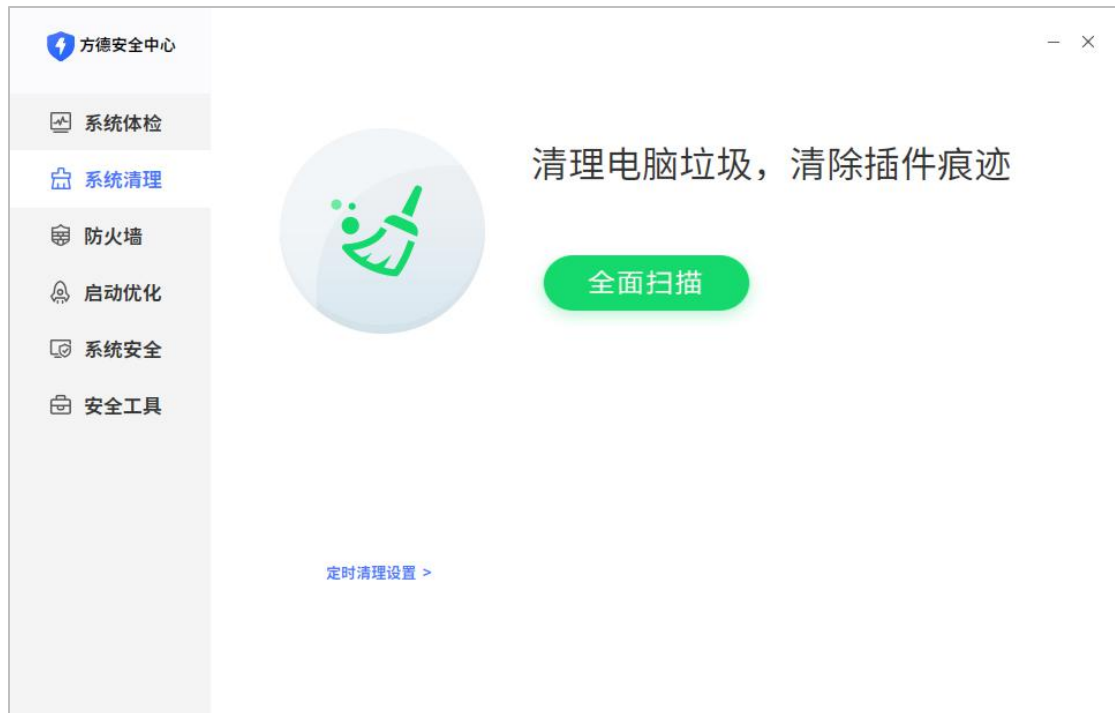 方德安全中心
系统体检
系统清理
防火墙
启动优化
系统安全
安全工具
清理电脑垃圾，清除插件痕迹
全面扫描
定时清理设置 >